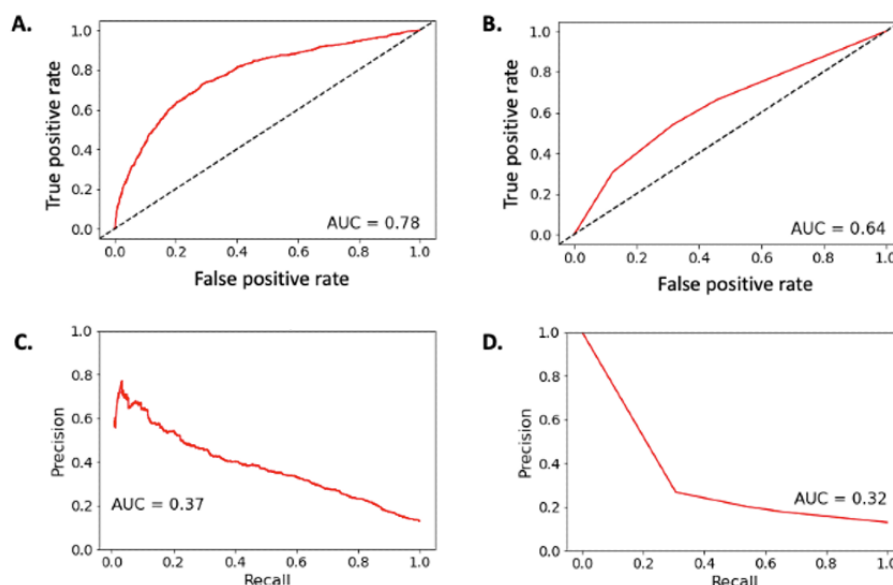 A.
True positive rate
1.0
0.8
0.6
0.4
0.2
0.0
AUC = 0.78
0.0 0.2 0.4 0.6 0.8 1.0
False positive rate
B.
True positive rate
1.0
0.8
0.6
0.4
0.2
0.0
AUC = 0.64
0.0 0.2 0.4 0.6 0.8 1.0
False positive rate
C.
Precision
1.0
0.8
0.6
0.4
0.2
0.0
AUC = 0.37
0.0 0.2 0.4 0.6 0.8 1.0
Recall
D.
Precision
1.0
0.8
0.6
0.4
0.2
0.0
AUC = 0.32
0.0 0.2 0.4 0.6 0.8 1.0
Recall